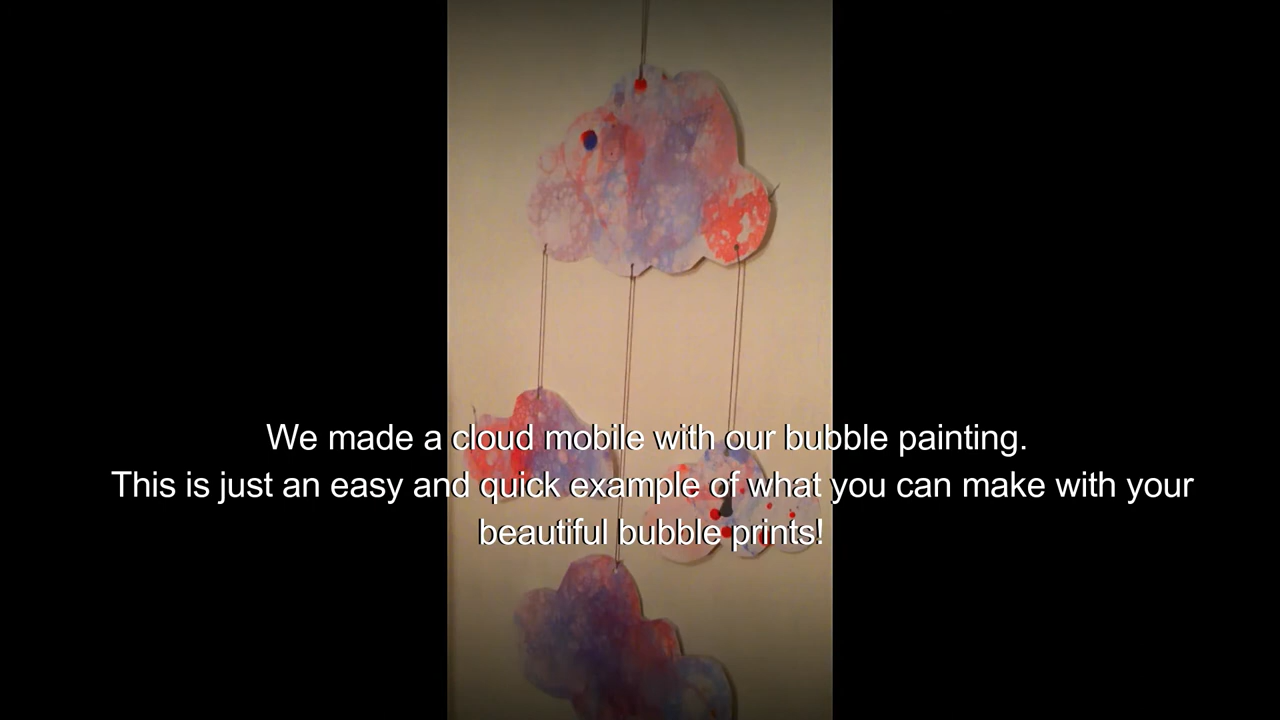 We made a cloud mobile with our bubble painting.
This is just an easy and quick example of what you can make with your
beautiful bubble prints!